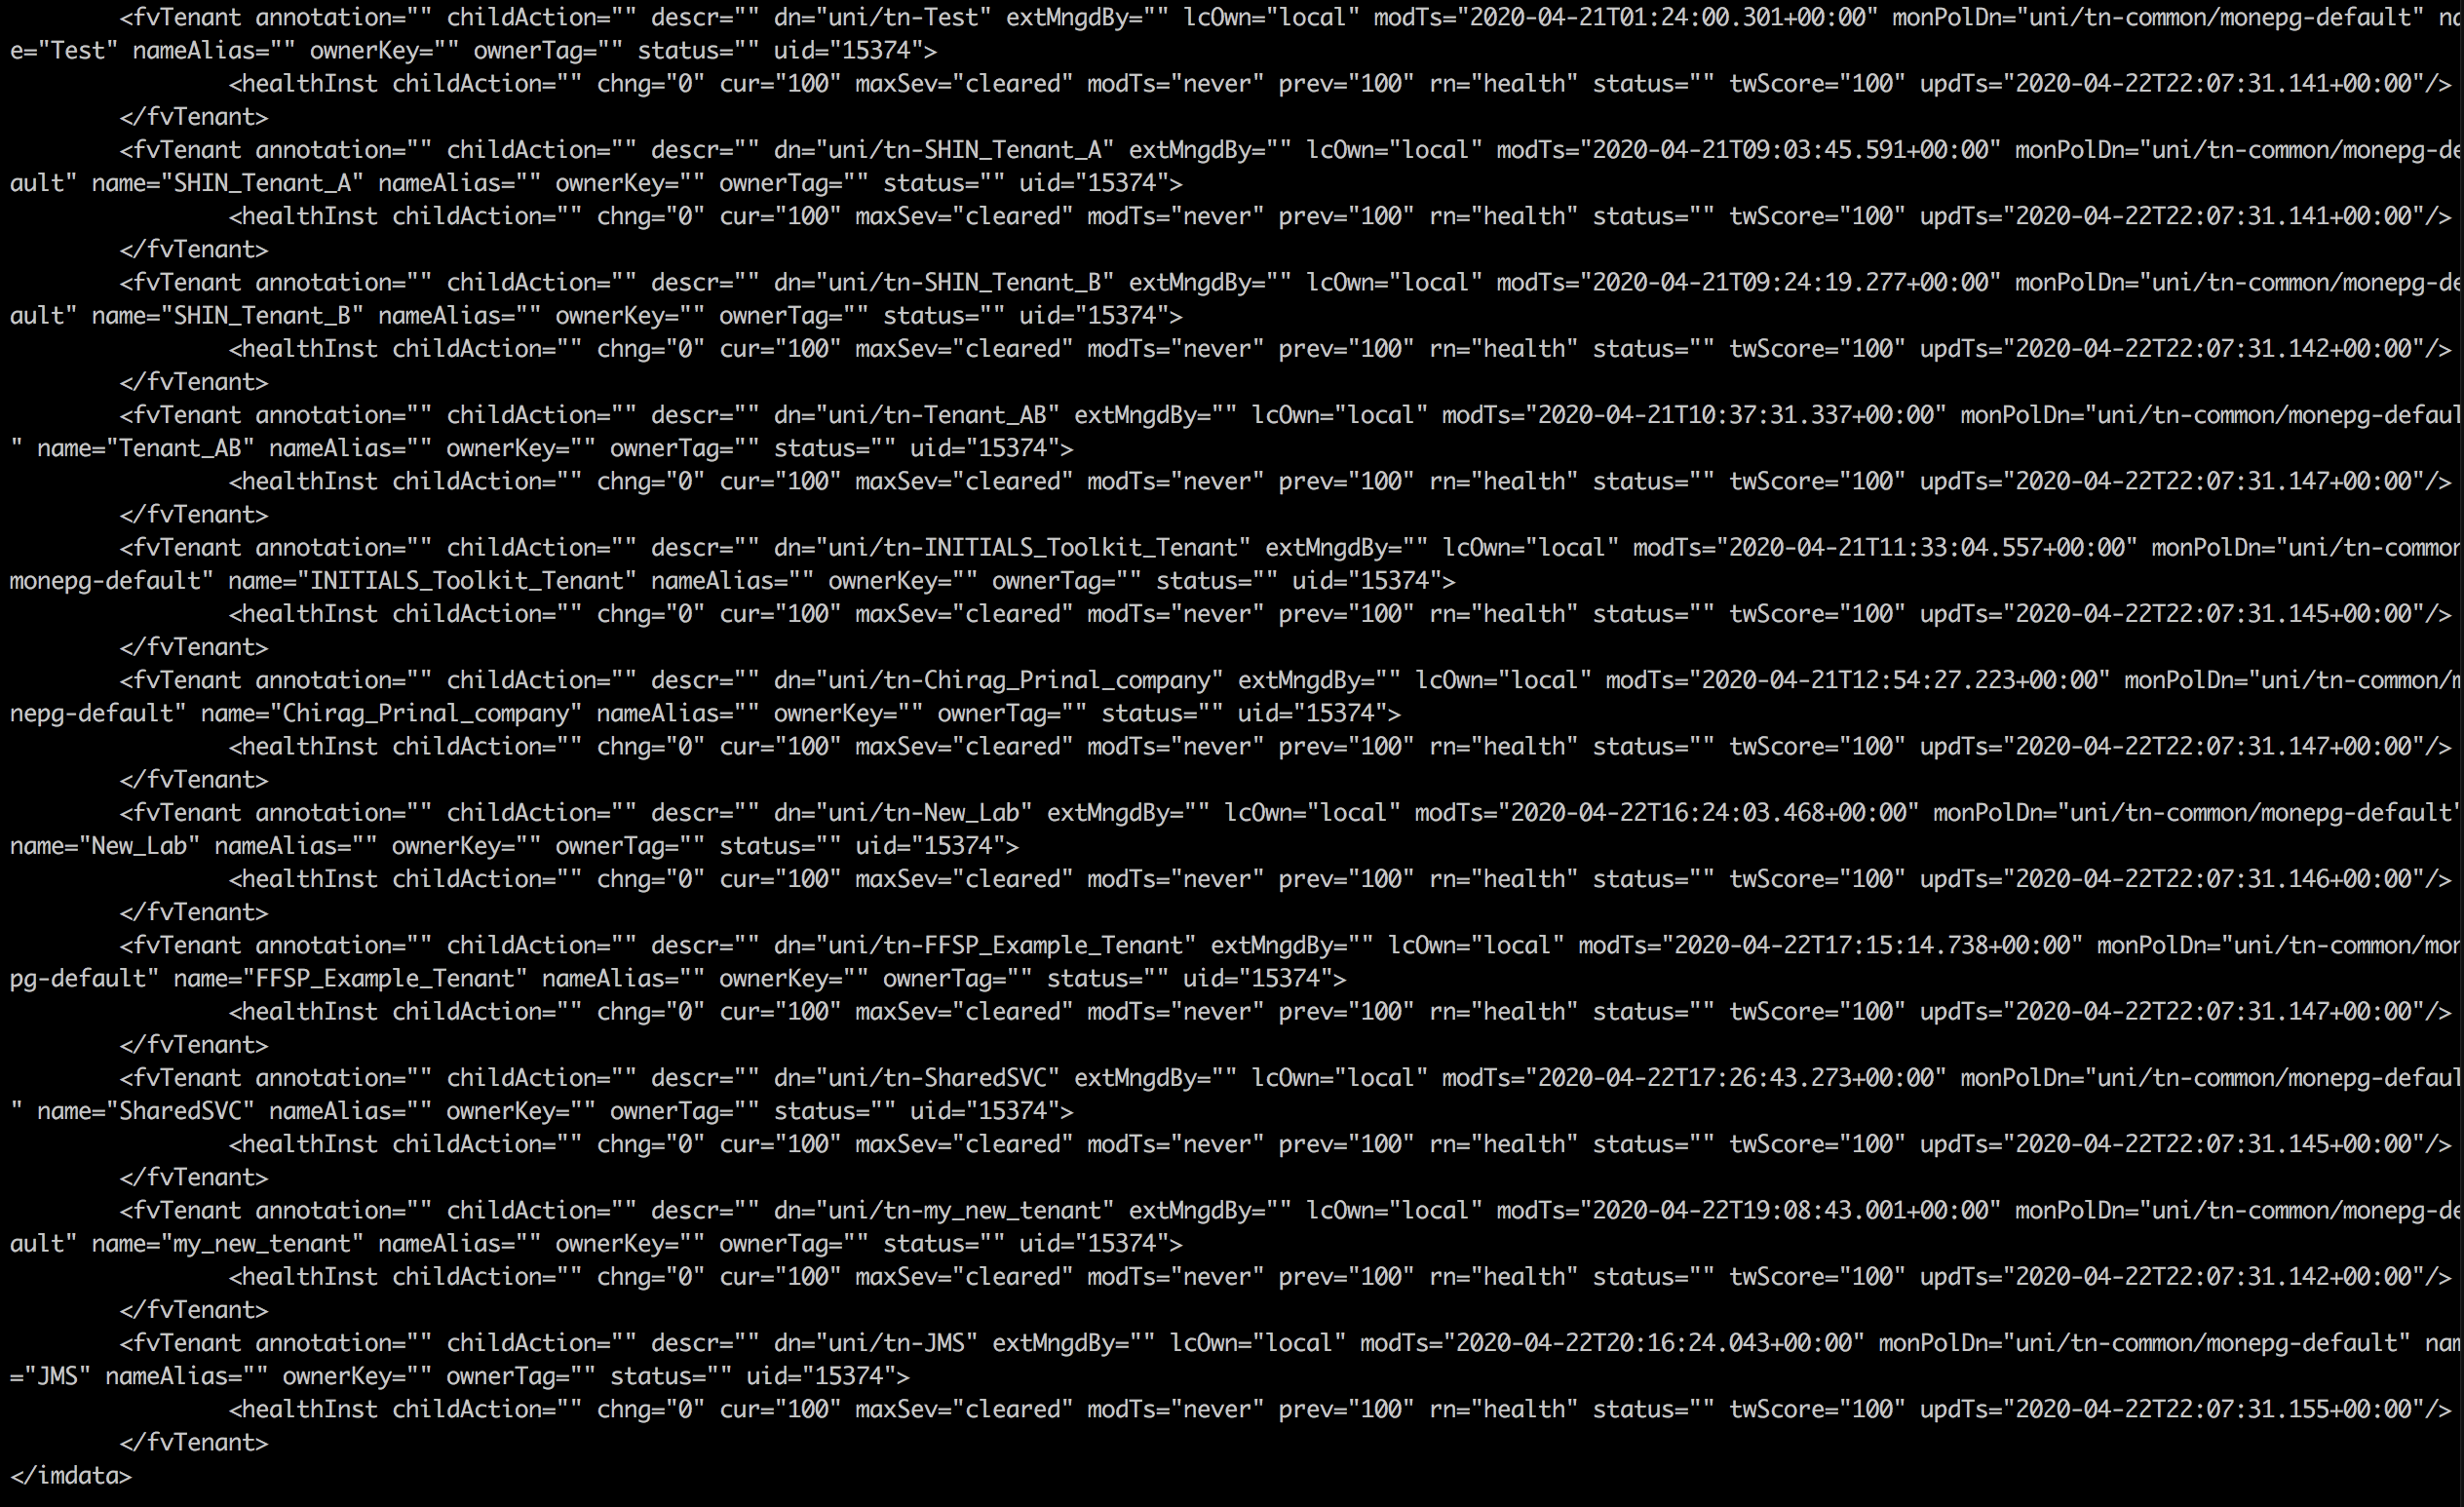 <fvTenant annotation="" childAction="" descr="" dn="uni/tn-Test" extMngdBy="" lcOwn="local" modTs="2020-04-21T01:24:00.301+00:00" monPolDn="uni/tn-common/monepg-default" na
e="Test" nameAlias="" ownerKey="" ownerTag="" status="" uid="15374">
<healthInst childAction="" chng="0" cur="100" maxSev="cleared" modTs="never" prev="100" rn="health" status="" twScore="100" updTs="2020-04-22T22:07:31.141+00:00"/>
</fvTenant>
<fvTenant annotation="" childAction="" descr="" dn="uni/tn-SHIN_Tenant_A" extMngdBy="" lcOwn="local" modTs="2020-04-21T09:03:45.591+00:00" monPolDn="uni/tn-common/monepg-de
ault" name="SHIN_Tenant_A" nameAlias="" ownerKey="" ownerTag="" status="" uid="15374">
<healthInst childAction="" chng="0" cur="100" maxSev="cleared" modTs="never" prev="100" rn="health" status="" twScore="100" updTs="2020-04-22T22:07:31.141+00:00"/>
</fvTenant>
<fvTenant annotation="" childAction="" descr="" dn="uni/tn-SHIN_Tenant_B" extMngdBy="" lcOwn="local" modTs="2020-04-21T09:24:19.277+00:00" monPolDn="uni/tn-common/monepg-de
ault" name="SHIN_Tenant_B" nameAlias="" ownerKey="" ownerTag="" status="" uid="15374">
<healthInst childAction="" chng="0" cur="100" maxSev="cleared" modTs="never" prev="100" rn="health" status="" twScore="100" updTs="2020-04-22T22:07:31.142+00:00"/>
</fvTenant>
<fvTenant annotation="" childAction="" descr="" dn="uni/tn-Tenant_AB" extMngdBy="" lcOwn="local" modTs="2020-04-21T10:37:31.337+00:00" monPolDn="uni/tn-common/monepg-defaul
" name="Tenant_AB" nameAlias="" ownerKey="" ownerTag="" status="" uid="15374">
<healthInst childAction="" chng="0" cur="100" maxSev="cleared" modTs="never" prev="100" rn="health" status="" twScore="100" updTs="2020-04-22T22:07:31.147+00:00"/>
</fvTenant>
<fvTenant annotation="" childAction="" descr="" dn="uni/tn-INITIALS_Toolkit_Tenant" extMngdBy="" lcOwn="local" modTs="2020-04-21T11:33:04.557+00:00" monPolDn="uni/tn-common
monepg-default" name="INITIALS_Toolkit_Tenant" nameAlias="" ownerKey="" ownerTag="" status="" uid="15374">
<healthInst childAction="" chng="0" cur="100" maxSev="cleared" modTs="never" prev="100" rn="health" status="" twScore="100" updTs="2020-04-22T22:07:31.145+00:00"/>
</fvTenant>
<fvTenant annotation="" childAction="" descr="" dn="uni/tn-Chirag_Prinal_company" extMngdBy="" lcOwn="local" modTs="2020-04-21T12:54:27.223+00:00" monPolDn="uni/tn-common/m
nepg-default" name="Chirag_Prinal_company" nameAlias="" ownerKey="" ownerTag="" status="" uid="15374">
<healthInst childAction="" chng="0" cur="100" maxSev="cleared" modTs="never" prev="100" rn="health" status="" twScore="100" updTs="2020-04-22T22:07:31.147+00:00"/>
</fvTenant>
<fvTenant annotation="" childAction="" descr="" dn="uni/tn-New_Lab" extMngdBy="" lcOwn="local" modTs="2020-04-22T16:24:03.468+00:00" monPolDn="uni/tn-common/monepg-default"
name="New_Lab" nameAlias="" ownerKey="" ownerTag="" status="" uid="15374">
<healthInst childAction="" chng="0" cur="100" maxSev="cleared" modTs="never" prev="100" rn="health" status="" twScore="100" updTs="2020-04-22T22:07:31.146+00:00"/>
</fvTenant>
<fvTenant annotation="" childAction="" descr="" dn="uni/tn-FFSP_Example_Tenant" extMngdBy="" lcOwn="local" modTs="2020-04-22T17:15:14.738+00:00" monPolDn="uni/tn-common/mon
pg-default" name="FFSP_Example_Tenant" nameAlias="" ownerKey="" ownerTag="" status="" uid="15374">
<healthInst childAction="" chng="0" cur="100" maxSev="cleared" modTs="never" prev="100" rn="health" status="" twScore="100" updTs="2020-04-22T22:07:31.147+00:00"/>
</fvTenant>
<fvTenant annotation="" childAction="" descr="" dn="uni/tn-SharedSVC" extMngdBy="" lcOwn="local" modTs="2020-04-22T17:26:43.273+00:00" monPolDn="uni/tn-common/monepg-defaul
" name="SharedSVC" nameAlias="" ownerKey="" ownerTag="" status="" uid="15374">
<healthInst childAction="" chng="0" cur="100" maxSev="cleared" modTs="never" prev="100" rn="health" status="" twScore="100" updTs="2020-04-22T22:07:31.145+00:00"/>
</fvTenant>
<fvTenant annotation="" childAction="" descr="" dn="uni/tn-my_new_tenant" extMngdBy="" lcOwn="local" modTs="2020-04-22T19:08:43.001+00:00" monPolDn="uni/tn-common/monepg-de
ault" name="my_new_tenant" nameAlias="" ownerKey="" ownerTag="" status="" uid="15374">
<healthInst childAction="" chng="0" cur="100" maxSev="cleared" modTs="never" prev="100" rn="health" status="" twScore="100" updTs="2020-04-22T22:07:31.142+00:00"/>
</fvTenant>
<fvTenant annotation="" childAction="" descr="" dn="uni/tn-JMS" extMngdBy="" lcOwn="local" modTs="2020-04-22T20:16:24.043+00:00" monPolDn="uni/tn-common/monepg-default" nam
="JMS" nameAlias="" ownerKey="" ownerTag="" status="" uid="15374">
<healthInst childAction="" chng="0" cur="100" maxSev="cleared" modTs="never" prev="100" rn="health" status="" twScore="100" updTs="2020-04-22T22:07:31.155+00:00"/>
</fvTenant>
</imdata>